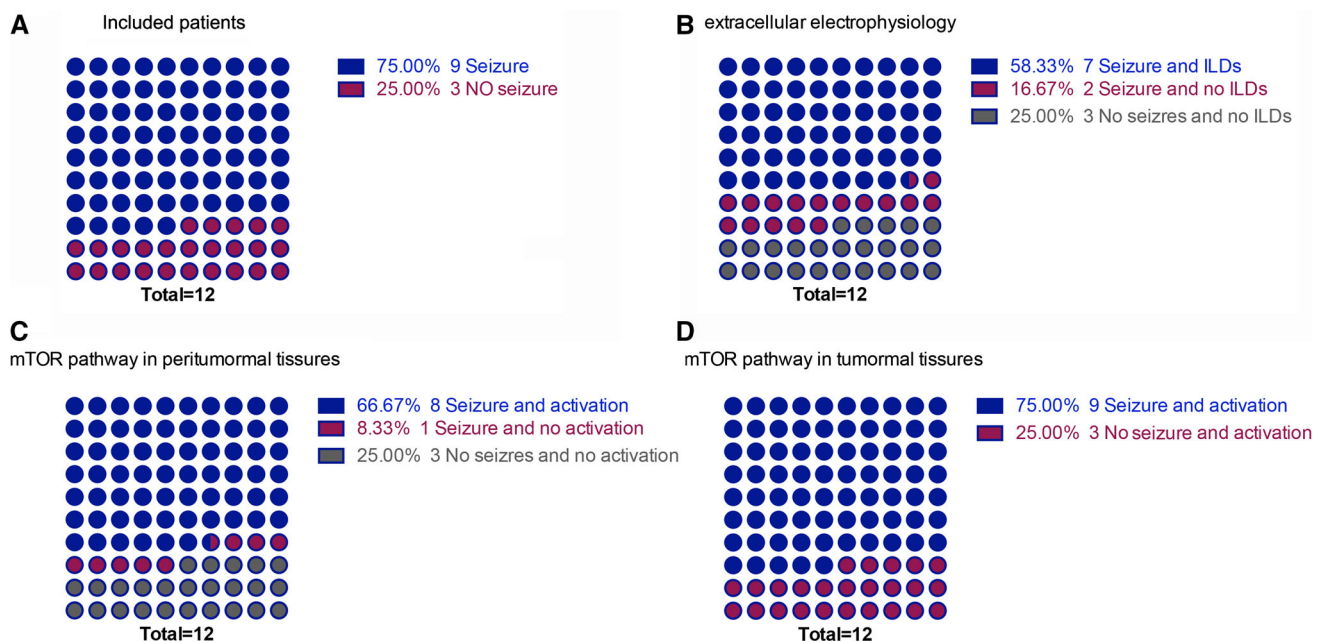 A
Included patients
75.00% 9 Seizure
25.00% 3 NO seizure
Total=12
B
extracellular electrophysiology
58.33% 7 Seizure and ILDs
16.67% 2 Seizure and no ILDs
25.00% 3 No seizres and no ILDs
Total=12
C
mTOR pathway in peritumormal tissures
66.67% 8 Seizure and activation
8.33% 1 Seizure and no activation
25.00% 3 No seizres and no activation
Total=12
D
mTOR pathway in tumormal tissures
75.00% 9 Seizure and activation
25.00% 3 No seizure and activation
Total=12